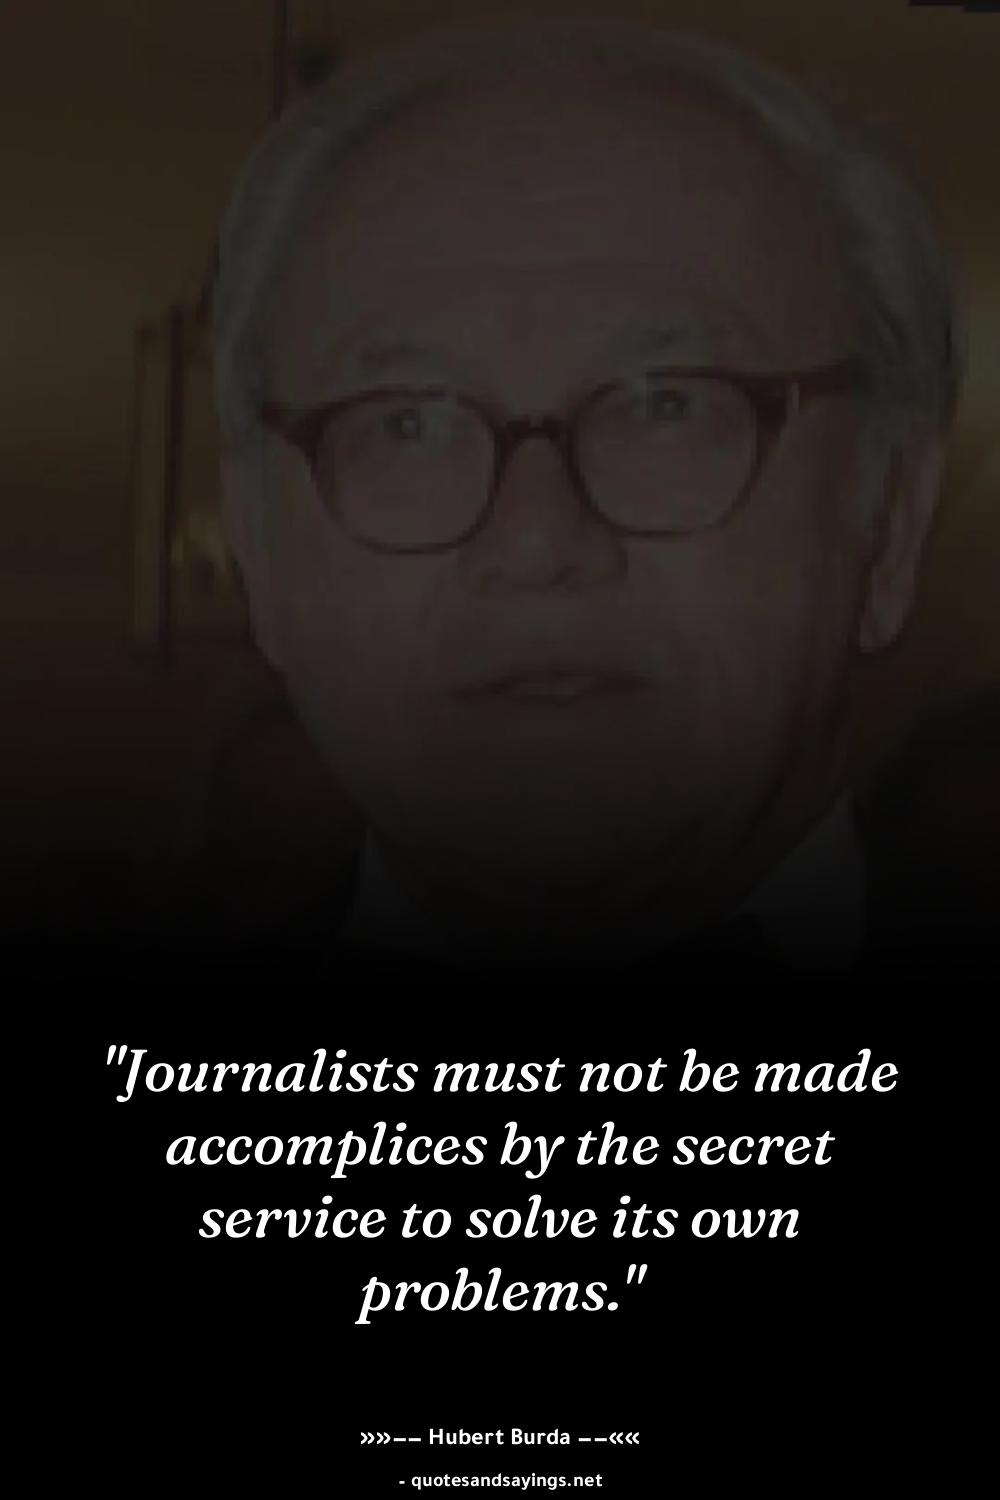 "Journalists must not be made
accomplices by the secret
service to solve its own
problems."
»»−− Hubert Burda −−««
- quotesandsayings.net